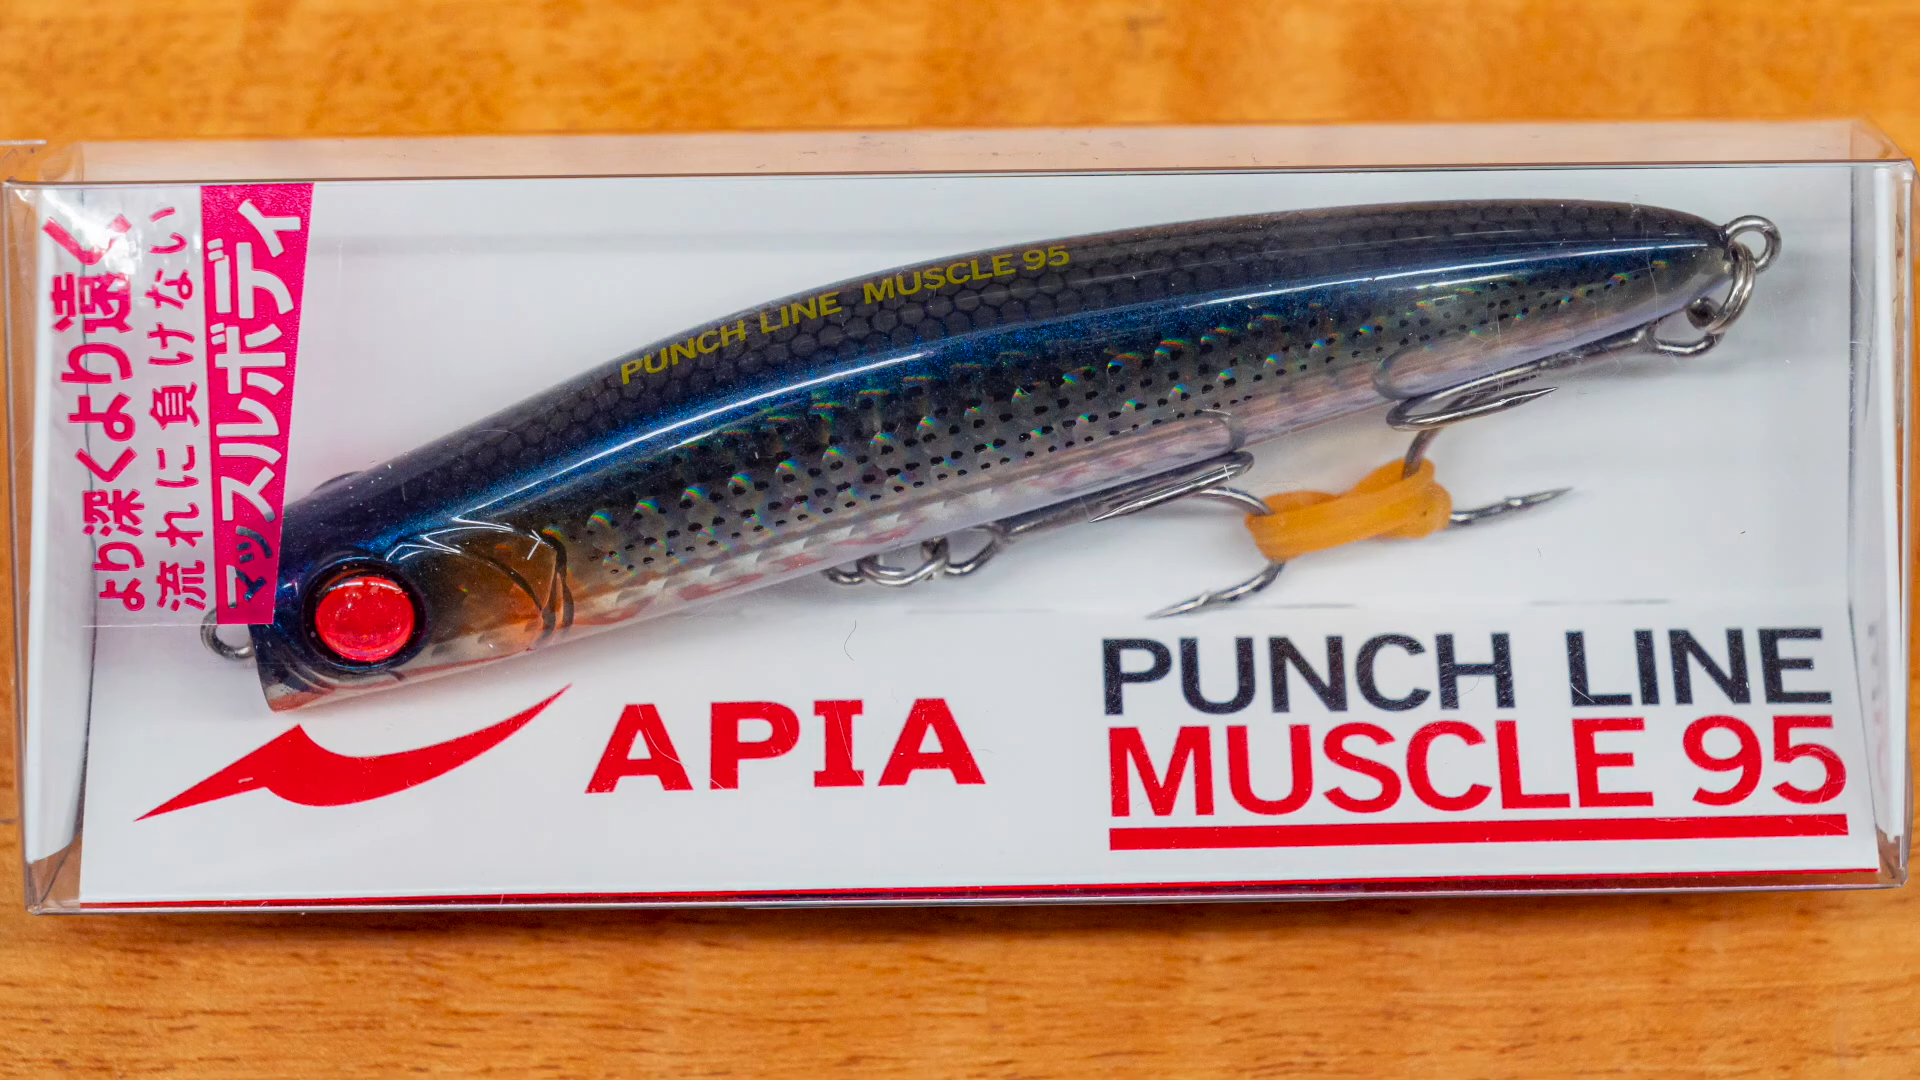 より深くより遠く
流れに負けない
マッスルボディ
PUNCH LINE MUSCLE 95
APIA
PUNCH LINE
MUSCLE 95